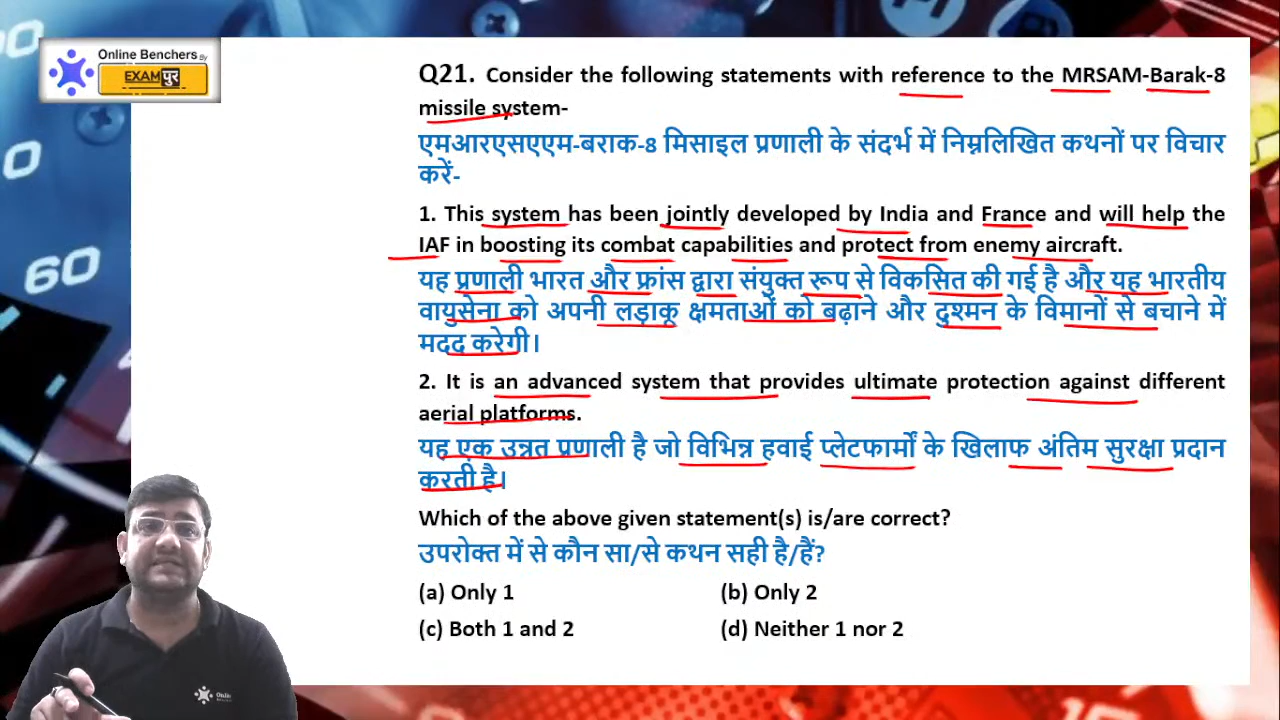 Online Benchers By
EXAM पुर
Q21. Consider the following statements with reference to the MRSAM-Barak-8
missile system-
एमआरएसएएम-बराक-8 मिसाइल प्रणाली के संदर्भ में निम्नलिखित कथनों पर विचार
करें-
1. This system has been jointly developed by India and France and will help the
IAF in boosting its combat capabilities and protect from enemy aircraft.
यह प्रणाली भारत और फ्रांस द्वारा संयुक्त रूप से विकसित की गई है और यह भारतीय
वायुसेना को अपनी लड़ाकू क्षमताओं को बढ़ाने और दुश्मन के विमानों से बचाने में
मदद करेगी।
2. It is an advanced system that provides ultimate protection against different
aerial platforms.
यह एक उन्नत प्रणाली है जो विभिन्न हवाई प्लेटफार्मों के खिलाफ अंतिम सुरक्षा प्रदान
करती है।
Which of the above given statement(s) is/are correct?
उपरोक्त में से कौन सा/से कथन सही है/हैं?
(a) Only 1 (b) Only 2
(c) Both 1 and 2 (d) Neither 1 nor 2
60